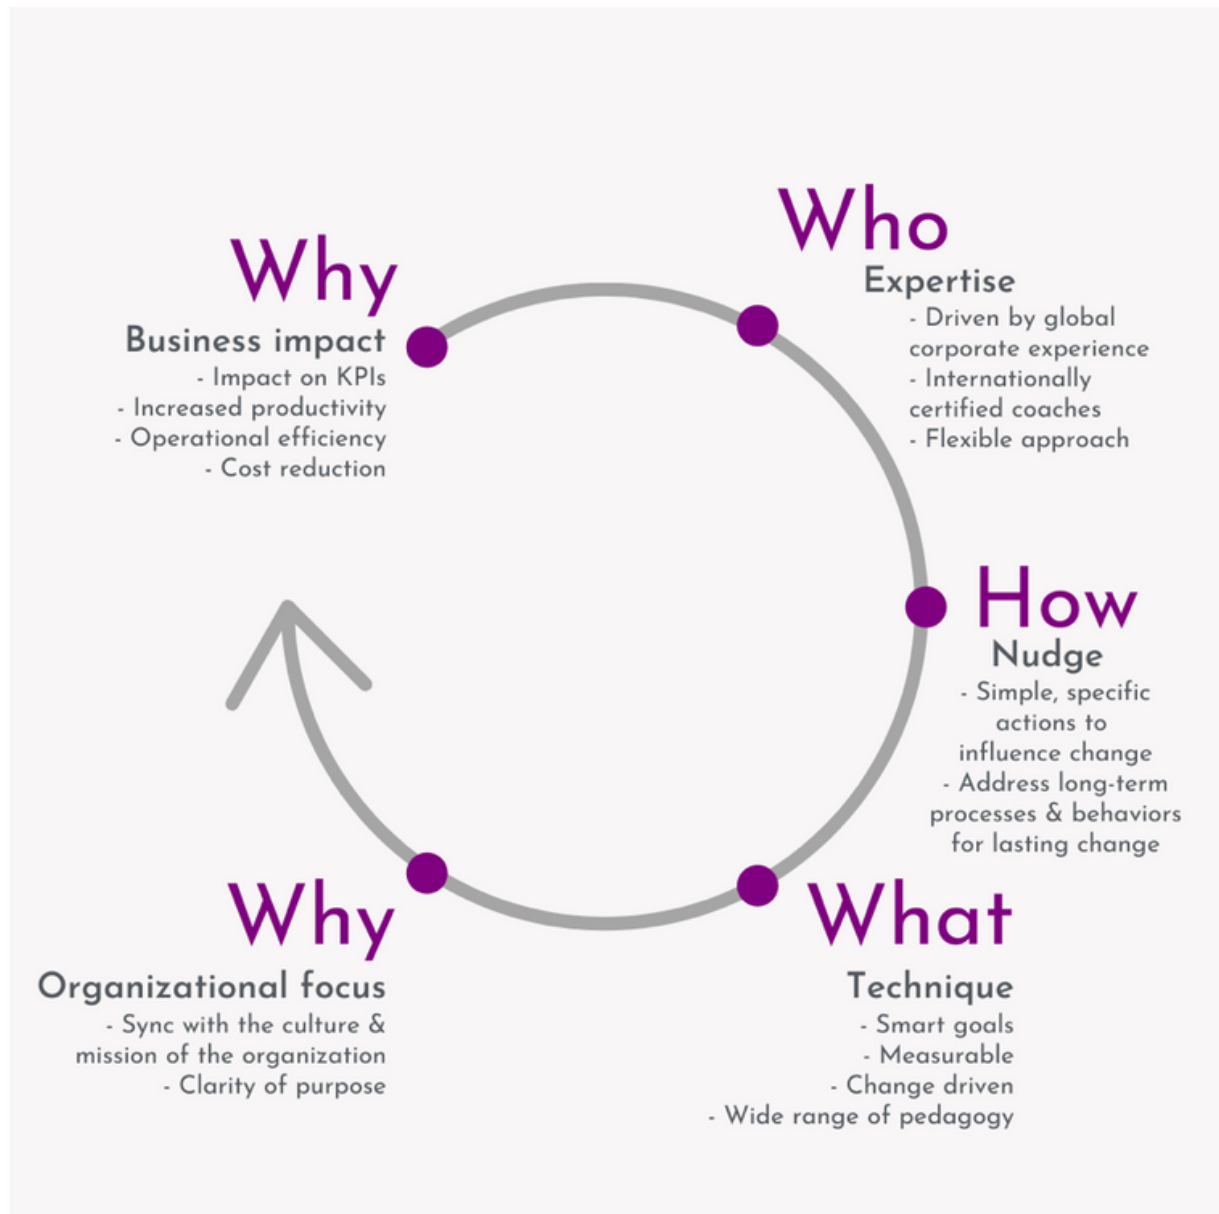 Why
Business impact
- Impact on KPIs
- Increased productivity
- Operational efficiency
- Cost reduction
Who
Expertise
- Driven by global
corporate experience
- Internationally
certified coaches
- Flexible approach
How
Nudge
- Simple, specific
actions to
influence change
- Address long-term
processes & behaviors
for lasting change
What
Technique
- Smart goals
- Measurable
- Change driven
- Wide range of pedagogy
Why
Organizational focus
- Sync with the culture &
mission of the organization
- Clarity of purpose